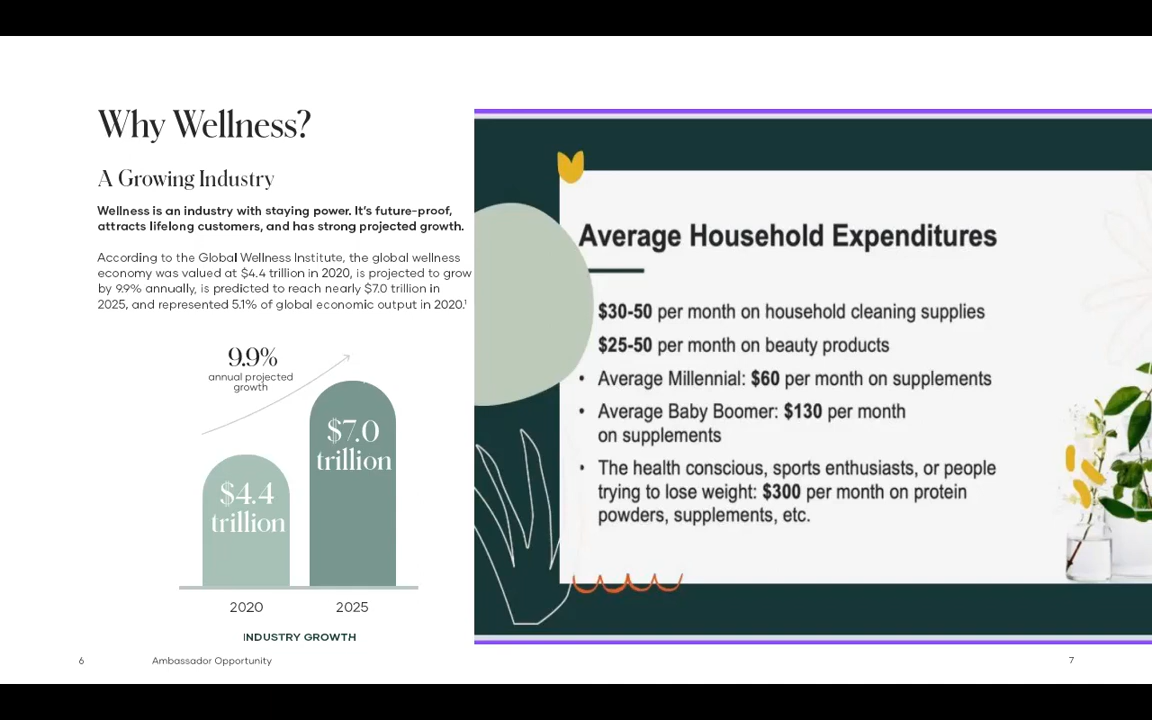 Why Wellness?
A Growing Industry
Wellness is an industry with staying power. It's future-proof,
attracts lifelong customers, and has strong projected growth.
According to the Global Wellness Institute, the global wellness
economy was valued at $4.4 trillion in 2020, is projected to grow
by 9.9% annually, is predicted to reach nearly $7.0 trillion in
2025, and represented 5.1% of global economic output in 2020.¹
9.9%
annual projected
growth
$4.4
trillion
$7.0
trillion
2020
2025
INDUSTRY GROWTH
6
Ambassador Opportunity
Average Household Expenditures
$30-50 per month on household cleaning supplies
$25-50 per month on beauty products
• Average Millennial: $60 per month on supplements
• Average Baby Boomer: $130 per month
on supplements
• The health conscious, sports enthusiasts, or people
trying to lose weight: $300 per month on protein
powders, supplements, etc.
7